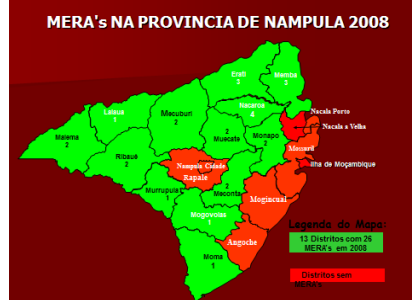 MERA's NA PROVINCIA DE NAMPULA 2008
Erati
3
Memba
3
Lalaua
1
Mecuburi
2
Nacaroa
4
Nacala Porto
Nacala a Velha
Malema
2
Ribaué
2
2
Muecate
Monapo
2
Mossuril
Ilha de Moçambique
Nampula Cidade
Rapale
Murrupula
1
2
Meconta
Mogincual
Mogovolas
1
Angoche
Moma
1
Legenda do Mapa:
13 Distritos com 26
MERA's em 2008
Distritos sem
MERA's